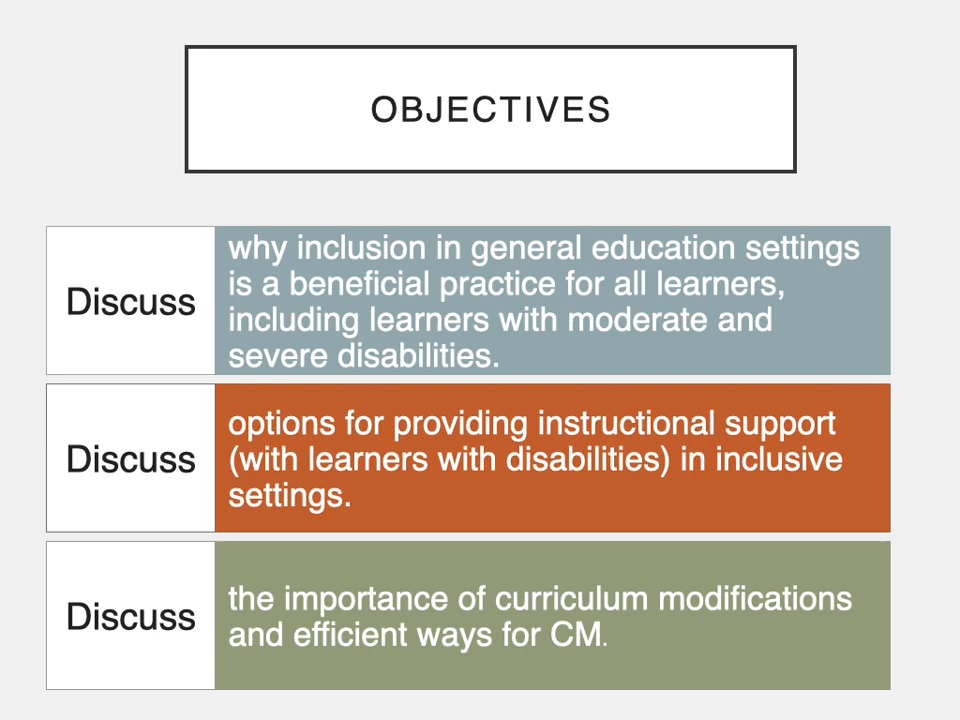 OBJECTIVES
Discuss
why inclusion in general education settings
is a beneficial practice for all learners,
including learners with moderate and
severe disabilities.
Discuss
options for providing instructional support
(with learners with disabilities) in inclusive
settings.
Discuss
the importance of curriculum modifications
and efficient ways for CM.